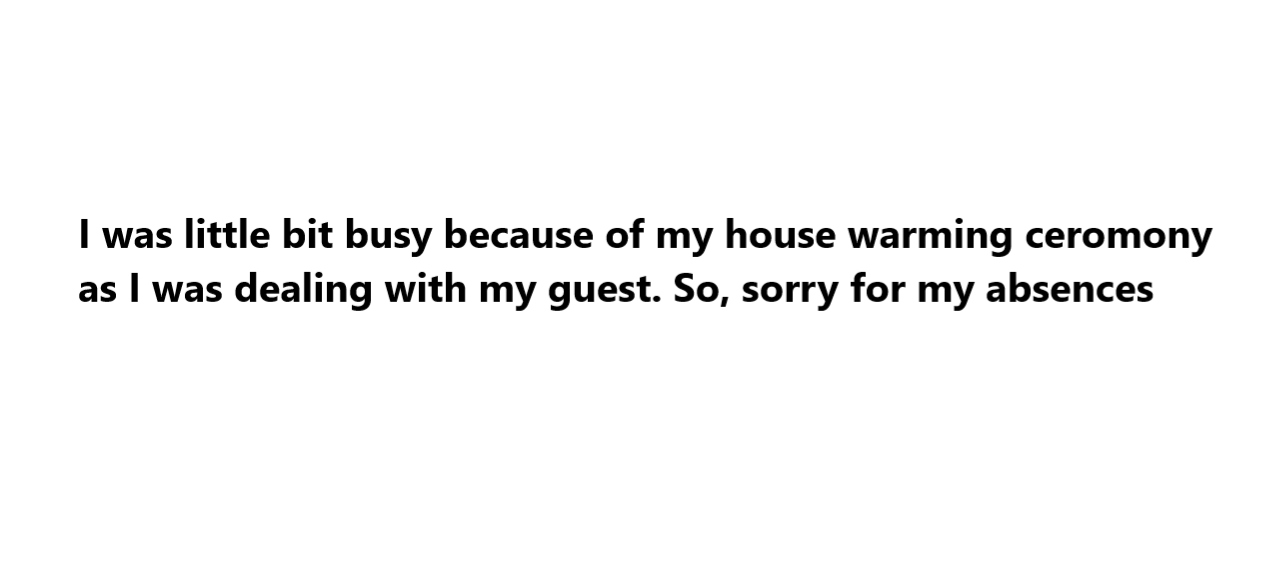 I was little bit busy because of my house warming ceromony
as I was dealing with my guest. So, sorry for my absences